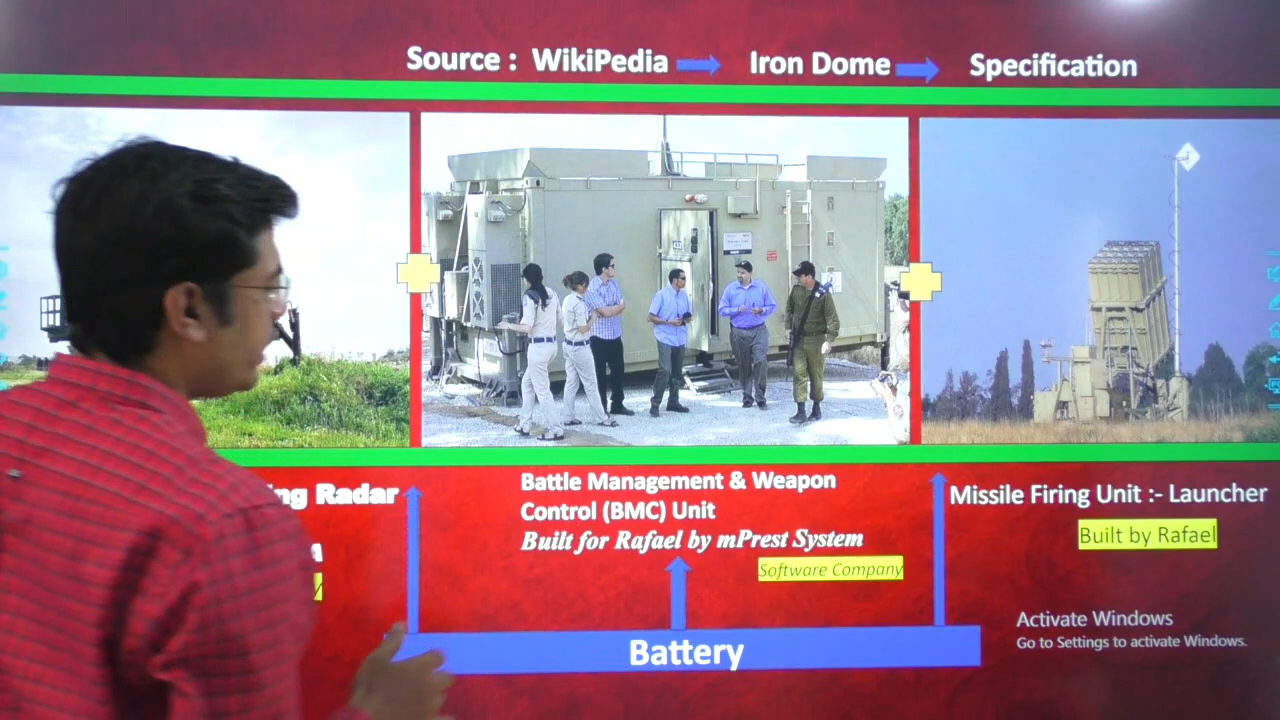 Source : WikiPedia Iron Dome Specification
ng Radar
Battle Management & Weapon
Control (BMC) Unit
Built for Rafael by mPrest System
Software Company
Missile Firing Unit :- Launcher
Built by Rafael
Activate Windows
Go to Settings to activate Windows.
Battery